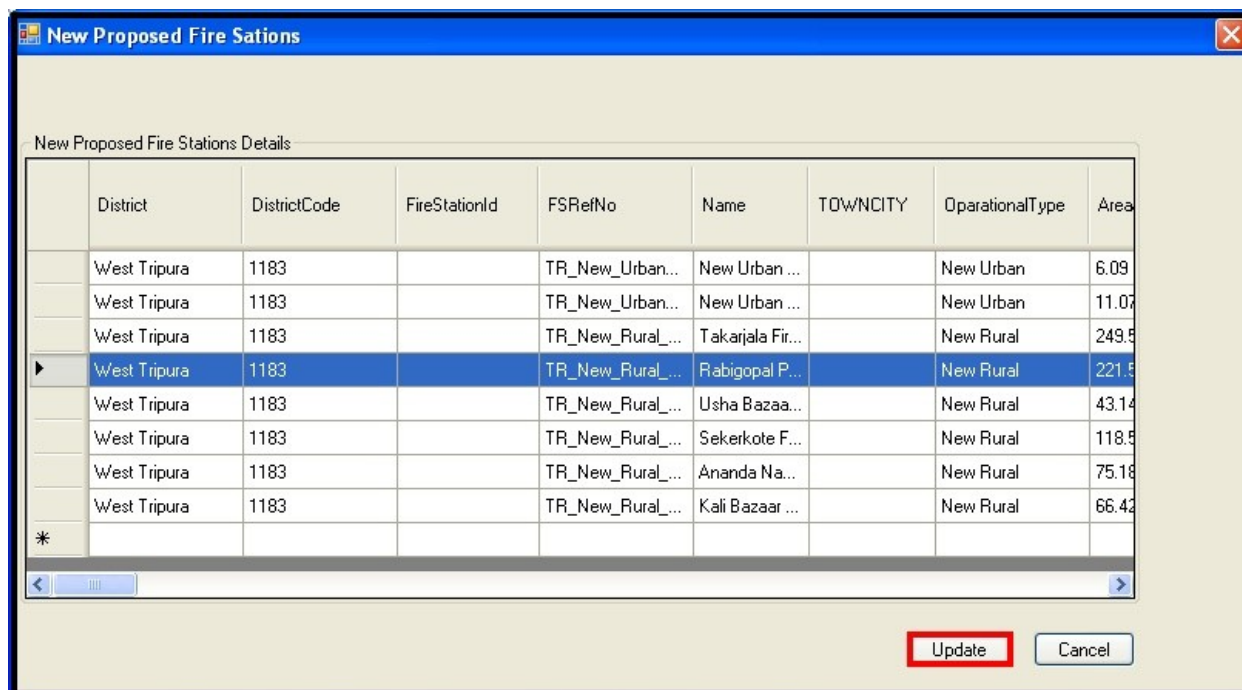 New Proposed Fire Sations
New Proposed Fire Stations Details
District DistrictCode FireStationId FSRefNo Name TOWNCITY OparationalType Area
West Tripura 1183 TR_New_Urban... New Urban ... New Urban 6.09
West Tripura 1183 TR_New_Urban... New Urban ... New Urban 11.07
West Tripura 1183 TR_New_Rural_... Takarjala Fir... New Rural 249.5
West Tripura 1183 TR_New_Rural_... Rabigopal P... New Rural 221.5
West Tripura 1183 TR_New_Rural_... Usha Bazaa... New Rural 43.14
West Tripura 1183 TR_New_Rural_... Sekerkote F... New Rural 118.5
West Tripura 1183 TR_New_Rural_... Ananda Na... New Rural 75.18
West Tripura 1183 TR_New_Rural_... Kali Bazaar ... New Rural 66.42
Update Cancel